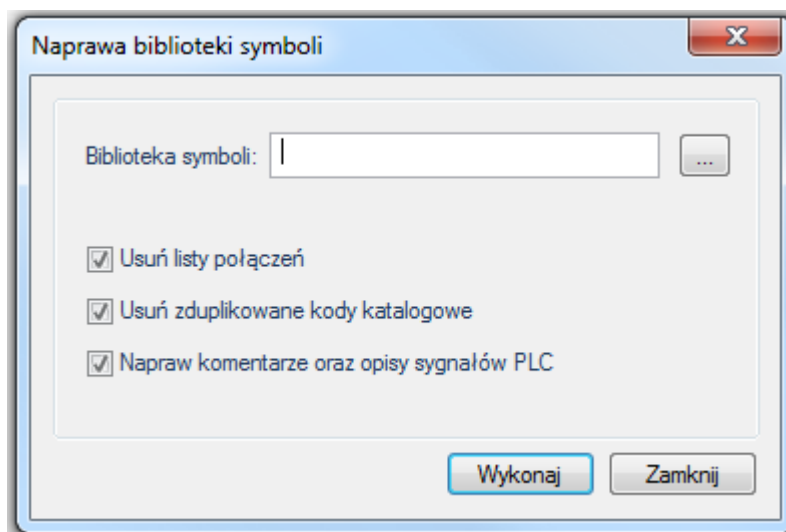 Naprawa biblioteki symboli
Biblioteka symboli:
...
Usuń listy połączeń
Usuń zduplikowane kody katalogowe
Napraw komentarze oraz opisy sygnałów PLC
Wykonaj
Zamknij